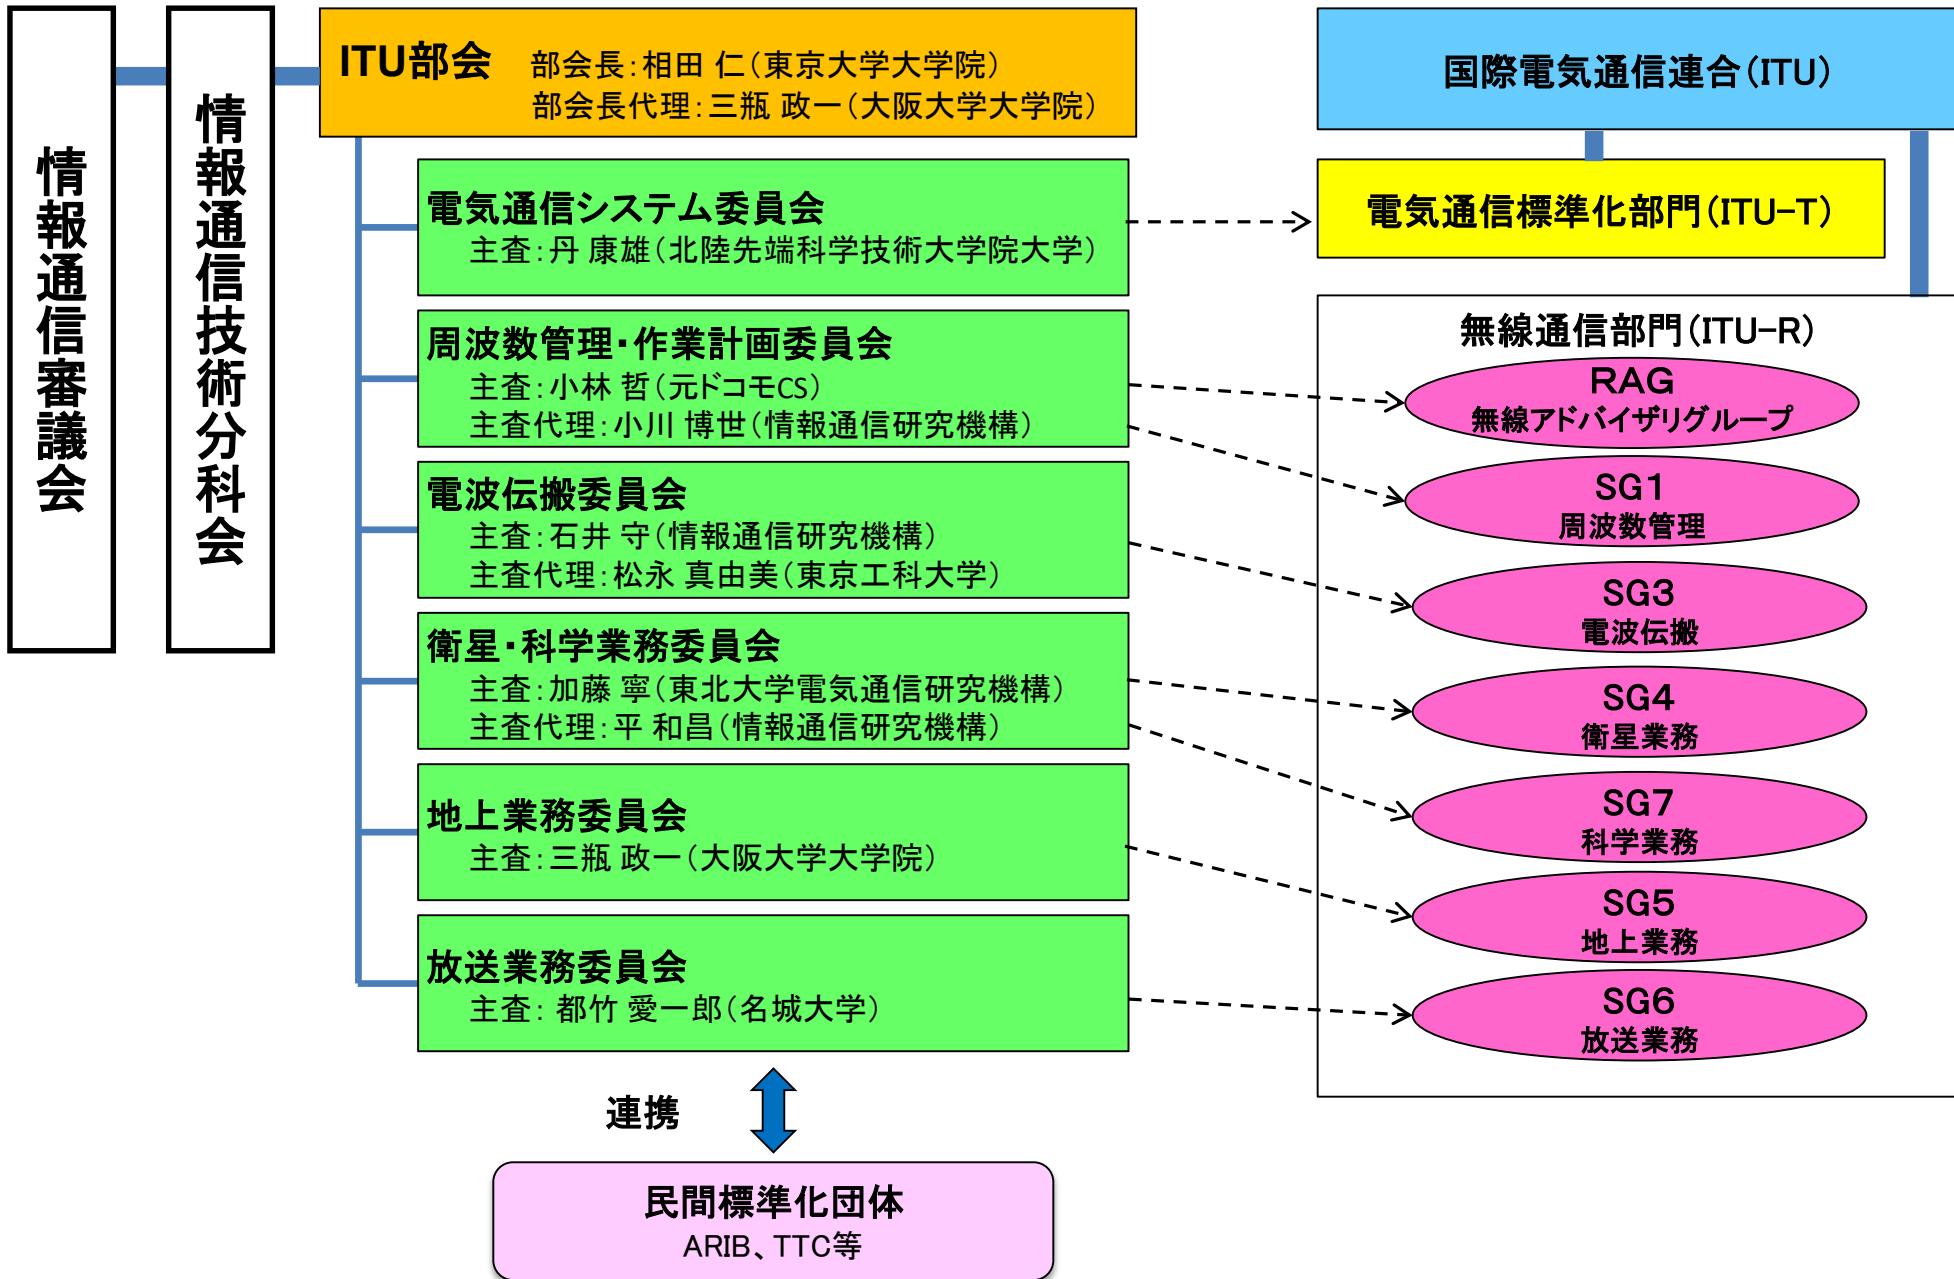 情報通信審議会
情報通信技術分科会
ITU部会 部会長：相田 仁（東京大学大学院）
部会長代理：三瓶 政一（大阪大学大学院）
電気通信システム委員会
主査：丹 康雄（北陸先端科学技術大学院大学）
周波数管理・作業計画委員会
主査：小林 哲（元ドコモCS）
主査代理：小川 博世（情報通信研究機構）
電波伝搬委員会
主査：石井 守（情報通信研究機構）
主査代理：松永 真由美（東京工科大学）
衛星・科学業務委員会
主査：加藤 寧（東北大学電気通信研究機構）
主査代理：平 和昌（情報通信研究機構）
地上業務委員会
主査：三瓶 政一（大阪大学大学院）
放送業務委員会
主査： 都竹 愛一郎（名城大学）
連携
民間標準化団体
ARIB、TTC等
国際電気通信連合（ITU）
電気通信標準化部門（ITU-T）
無線通信部門（ITU-R）
RAG
無線アドバイザリグループ
SG1
周波数管理
SG3
電波伝搬
SG4
衛星業務
SG7
科学業務
SG5
地上業務
SG6
放送業務